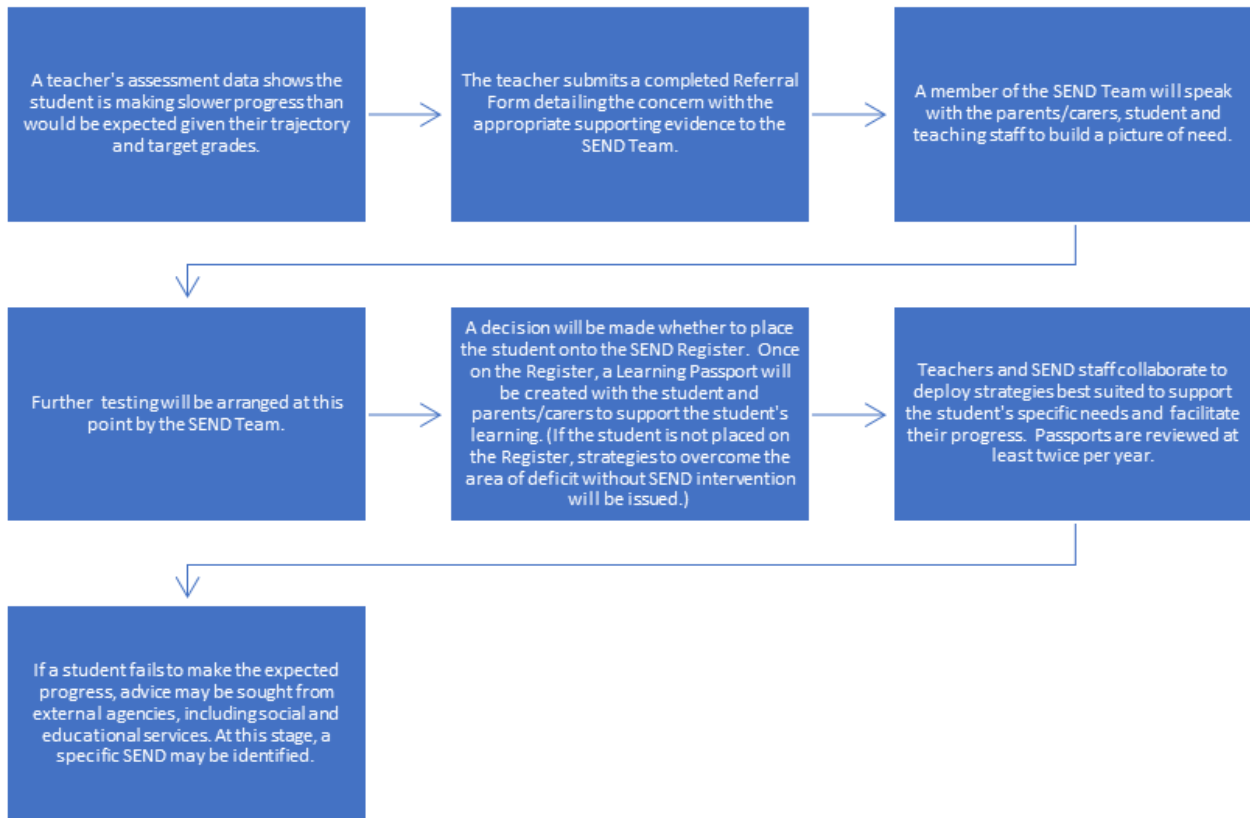 A teacher's assessment data shows the
student is making slower progress than
would be expected given their trajectory
and target grades.
The teacher submits a completed Referral
Form detailing the concern with the
appropriate supporting evidence to the
SEND Team.
A member of the SEND Team will speak
with the parents/carers, student and
teaching staff to build a picture of need.
Further testing will be arranged at this
point by the SEND Team.
A decision will be made whether to place
the student onto the SEND Register. Once
on the Register, a Learning Passport will
be created with the student and
parents/carers to support the student's
learning. (If the student is not placed on
the Register, strategies to overcome the
area of deficit without SEND intervention
will be issued.)
Teachers and SEND staff collaborate to
deploy strategies best suited to support
the student's specific needs and facilitate
their progress. Passports are reviewed at
least twice per year.
If a student fails to make the expected
progress, advice may be sought from
external agencies, including social and
educational services. At this stage, a
specific SEND may be identified.